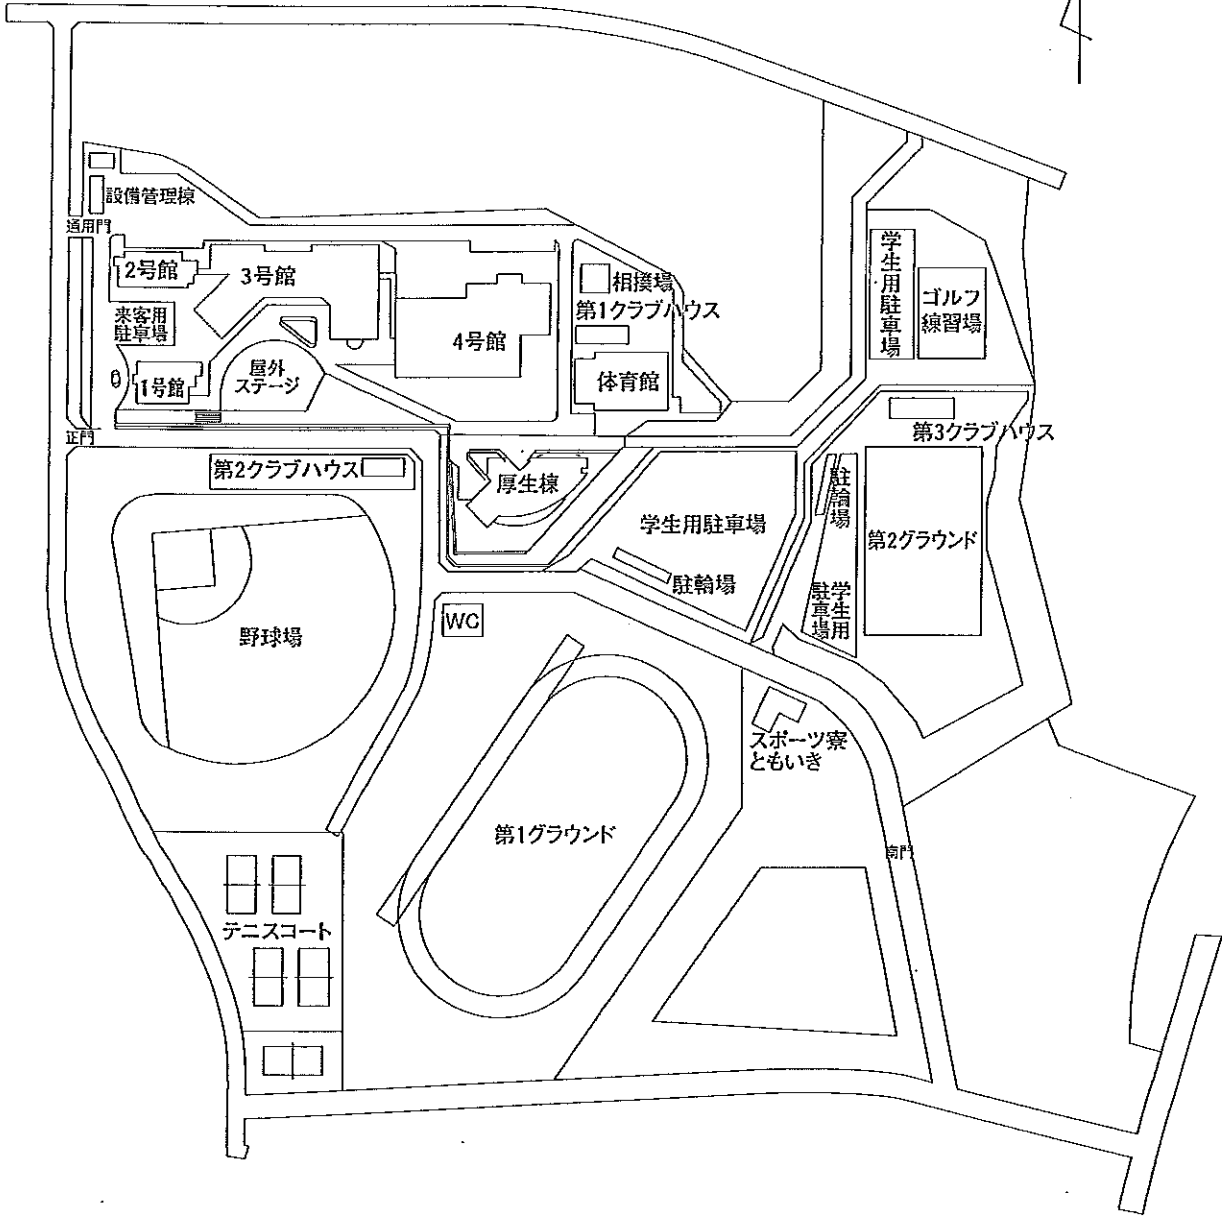 設備管理棟
通用門
2号館
3号館
来客用
駐車場
1号館
屋外
ステージ
4号館
相撲場
第1クラブハウス
体育館
学生用駐車場
ゴルフ
練習場
第3クラブハウス
正門
第2クラブハウス
厚生棟
学生用駐車場
駐輪場
駐輪場
第2グラウンド
学生用
駐車場
WC
野球場
スポーツ寮
ともいき
第1グラウンド
南門
テニスコート